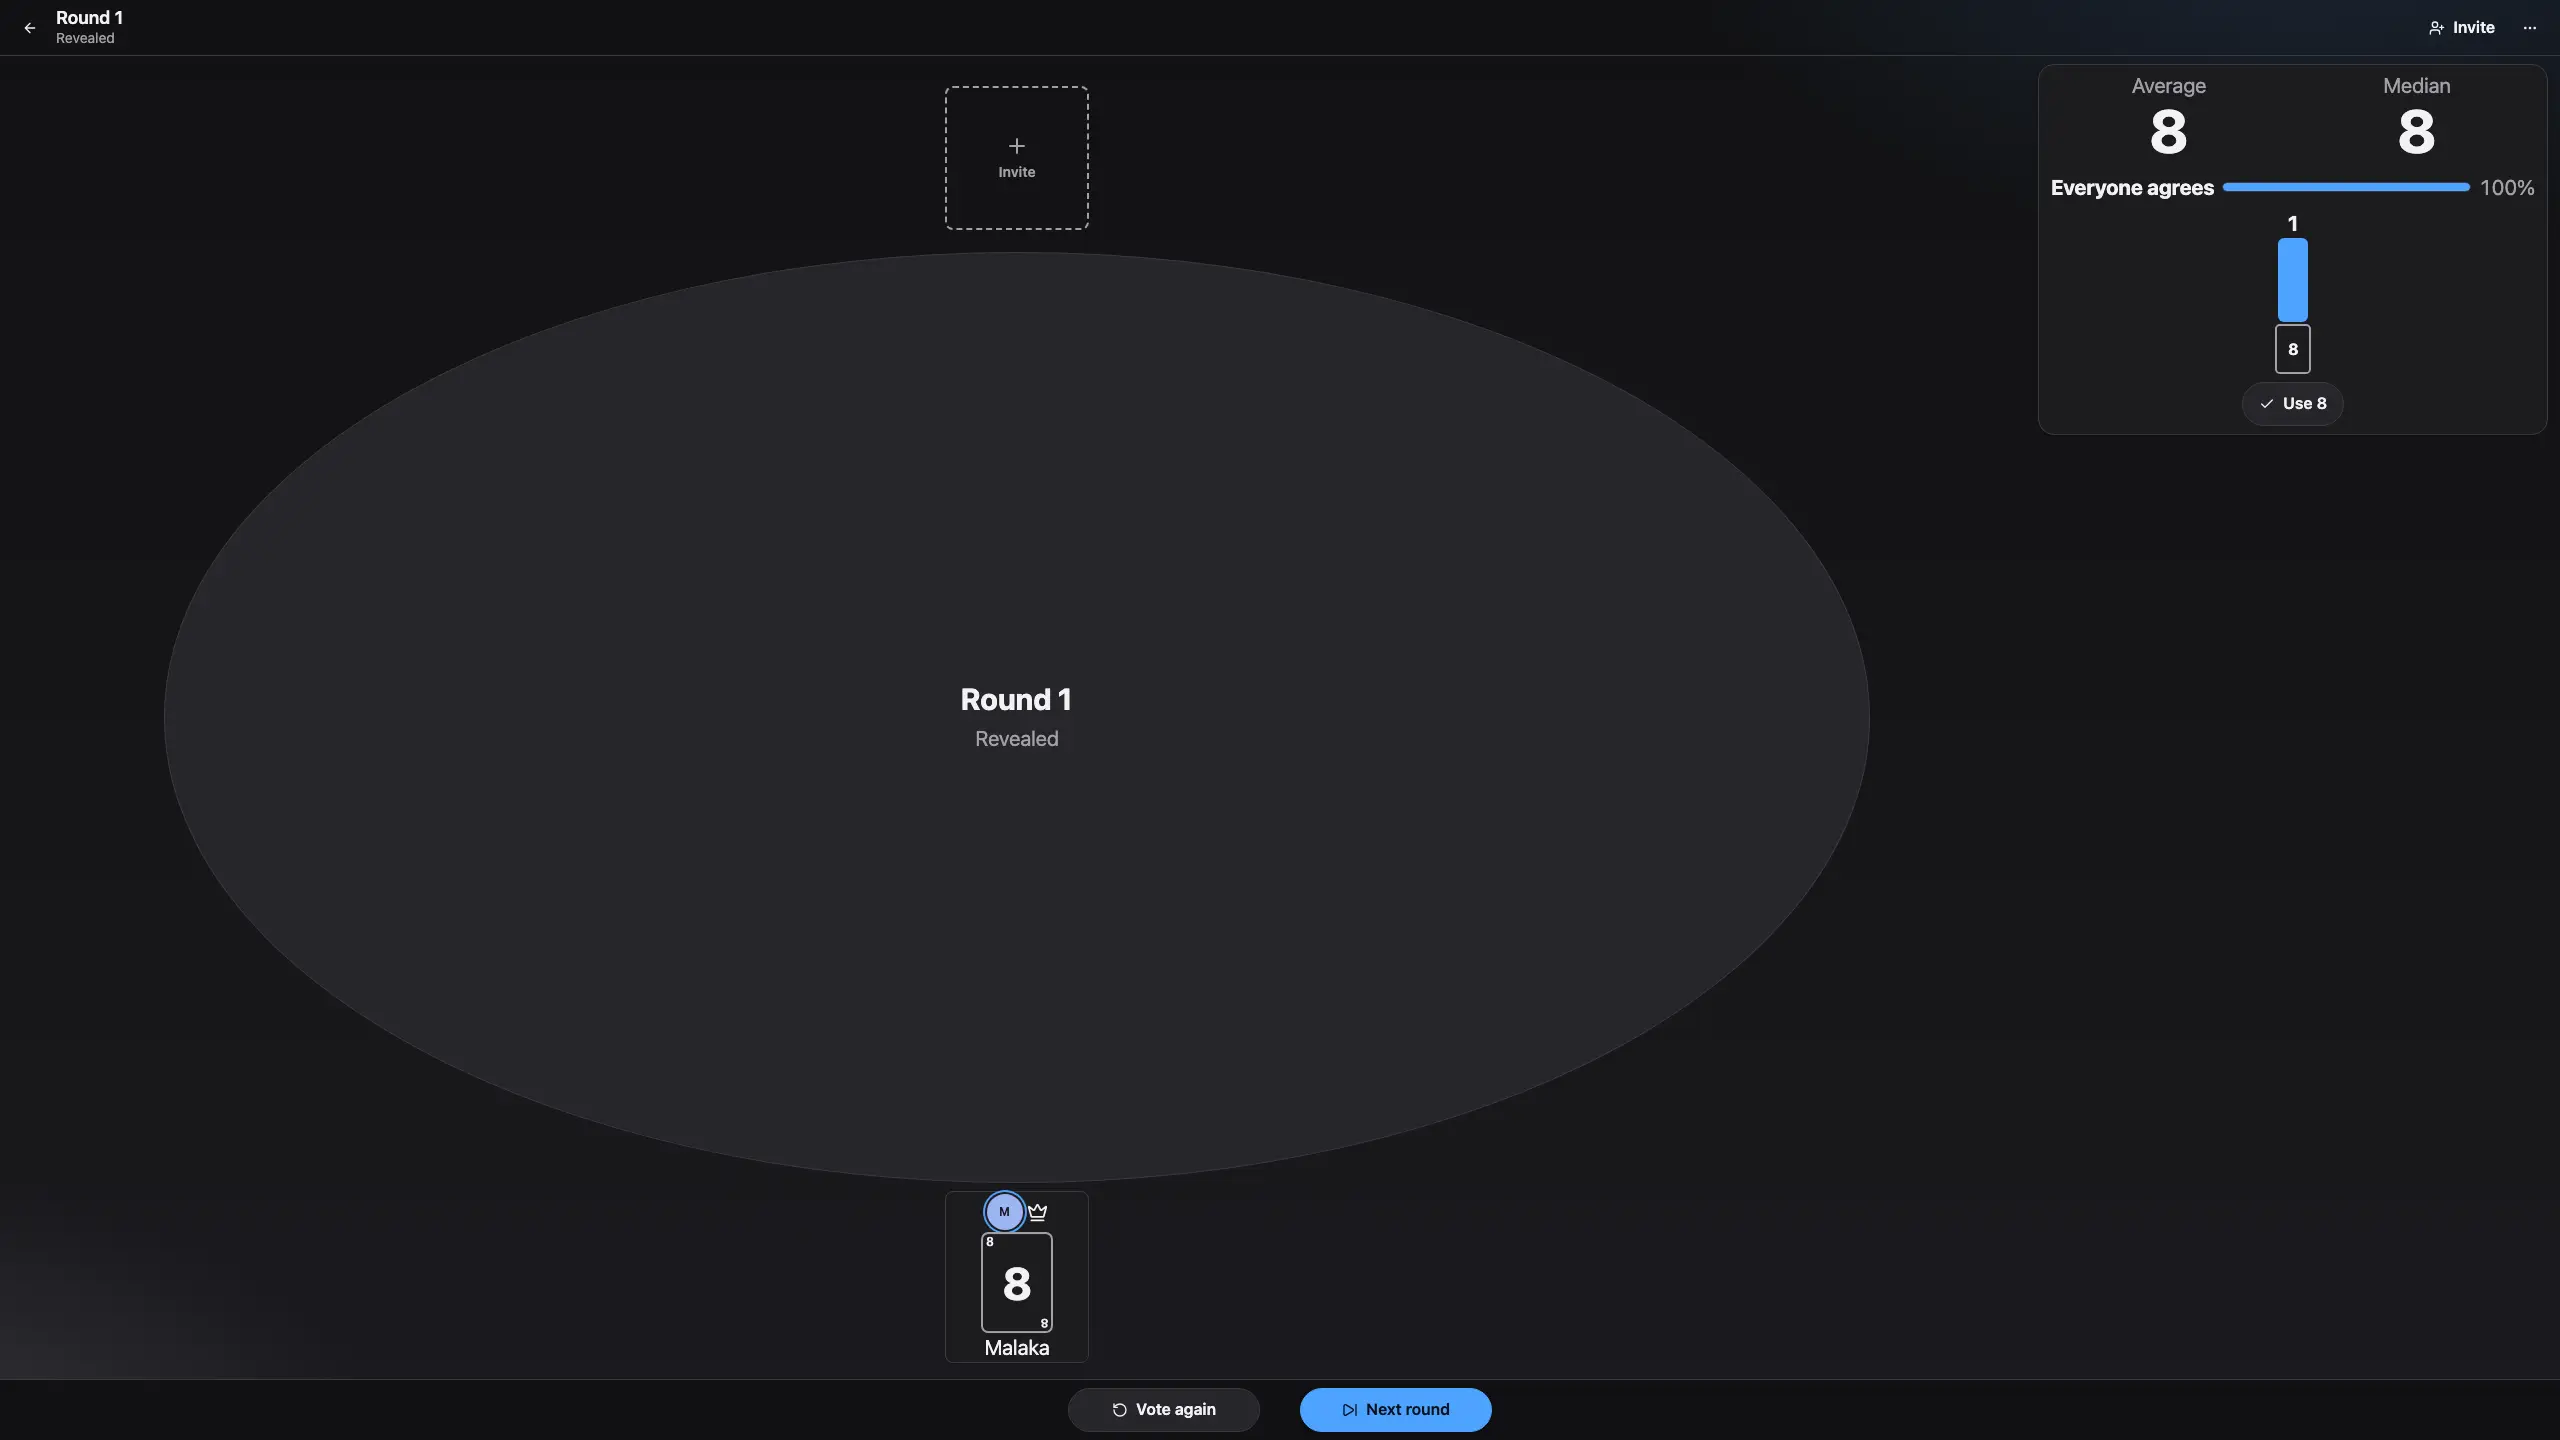 Round 1
Revealed
Invite
Invite
Average
8
Median
8
Everyone agrees 100%
1
8
Use 8
Round 1
Revealed
M
8
8
8
Malaka
Vote again
Next round